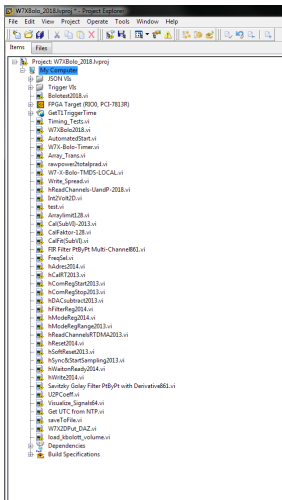 W7XBolo_2018.lvproj * - Project Explorer
File Edit View Project Operate Tools Window Help
Items Files
Project: W7XBolo_2018.lvproj
My Computer
JSON VIs
Trigger VIs
Bolotest2018.vi
FPGA Target (RIO0, PCI-7813R)
GetT1TriggerTime
Timing_Tests.vi
W7XBolo2018.vi
AutomatedStart.vi
W7X-Bolo-Timer.vi
Array_Trans.vi
rawpower2totalprad.vi
W7-X-Bolo-TMDS-LOCAL.vi
Write_Spread.vi
hReadChannels-UandP-2018.vi
Int2Volt2D.vi
test.vi
Arraylimit128.vi
Cal(SubVI)-2013.vi
CalFaktor-128.vi
CalFit(SubVI).vi
FIR Filter PtByPt Multi-Channel861.vi
FreqSel.vi
hAdres2014.vi
hCalRT2013.vi
hComRegStart2013.vi
hComRegStop2013.vi
hDACsubtract2013.vi
hFilterReg2014.vi
hModeReg2014.vi
hModeRegRange2013.vi
hReadChannelsRTDMA2013.vi
hReset2014.vi
hSoftReset2013.vi
hSync&StartSampling2013.vi
hWaitonReady2014.vi
hWrite2014.vi
Savitzky Golay Filter PtByPt with Derivative861.vi
U2PCoeff.vi
Visualize_Signals64.vi
Get UTC from NTP.vi
saveToFile.vi
W7X2DPut_DAZ.vi
load_kbolott_volume.vi
Dependencies
Build Specifications